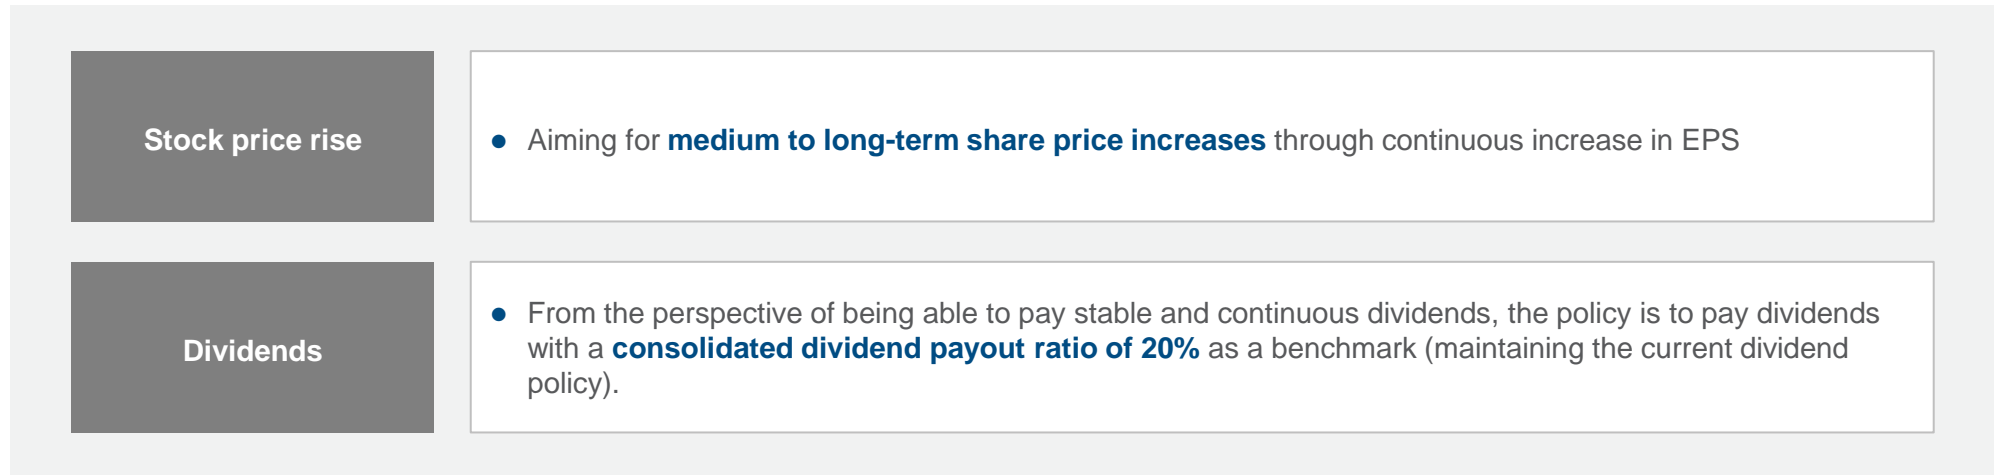 Stock price rise
● Aiming for medium to long-term share price increases through continuous increase in EPS
Dividends
● From the perspective of being able to pay stable and continuous dividends, the policy is to pay dividends
with a consolidated dividend payout ratio of 20% as a benchmark (maintaining the current dividend
policy).